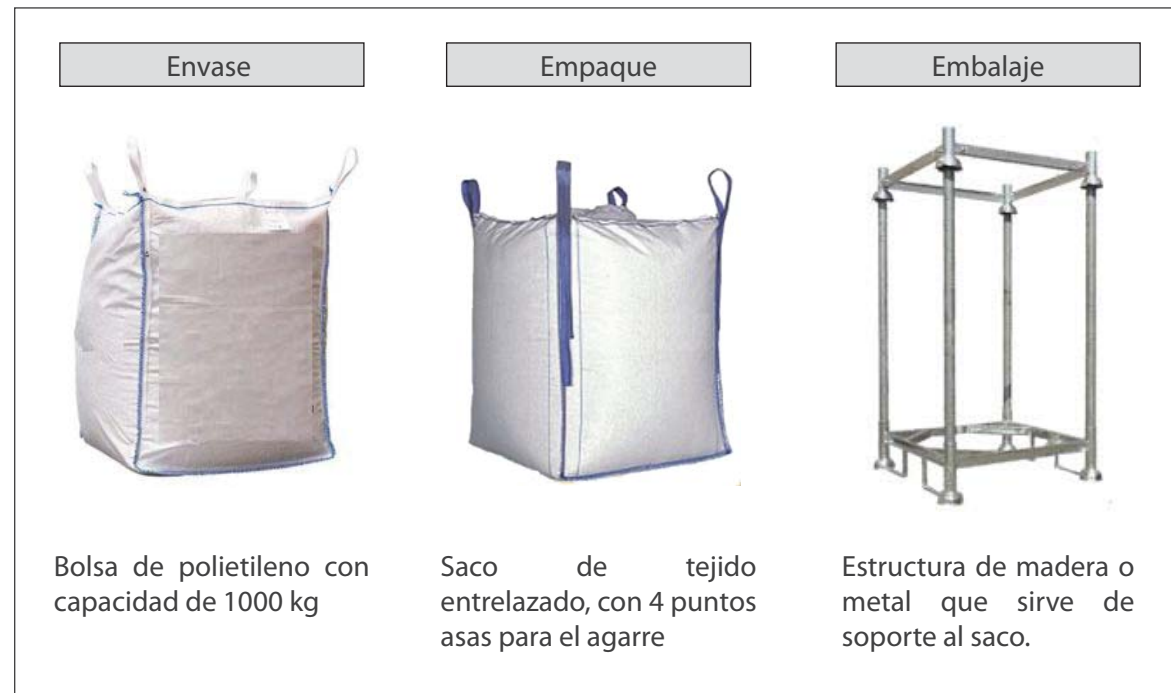 Envase
Empaque
Embalaje
Bolsa de polietileno con
capacidad de 1000 kg
Saco de tejido
entrelazado, con 4 puntos
asas para el agarre
Estructura de madera o
metal que sirve de
soporte al saco.